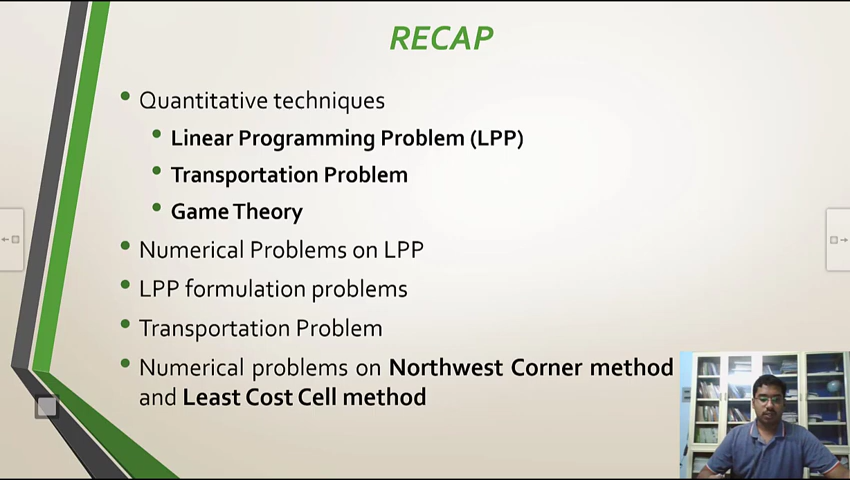 RECAP
Quantitative techniques
Linear Programming Problem (LPP)
Transportation Problem
Game Theory
Numerical Problems on LPP
LPP formulation problems
Transportation Problem
Numerical problems on Northwest Corner method
and Least Cost Cell method